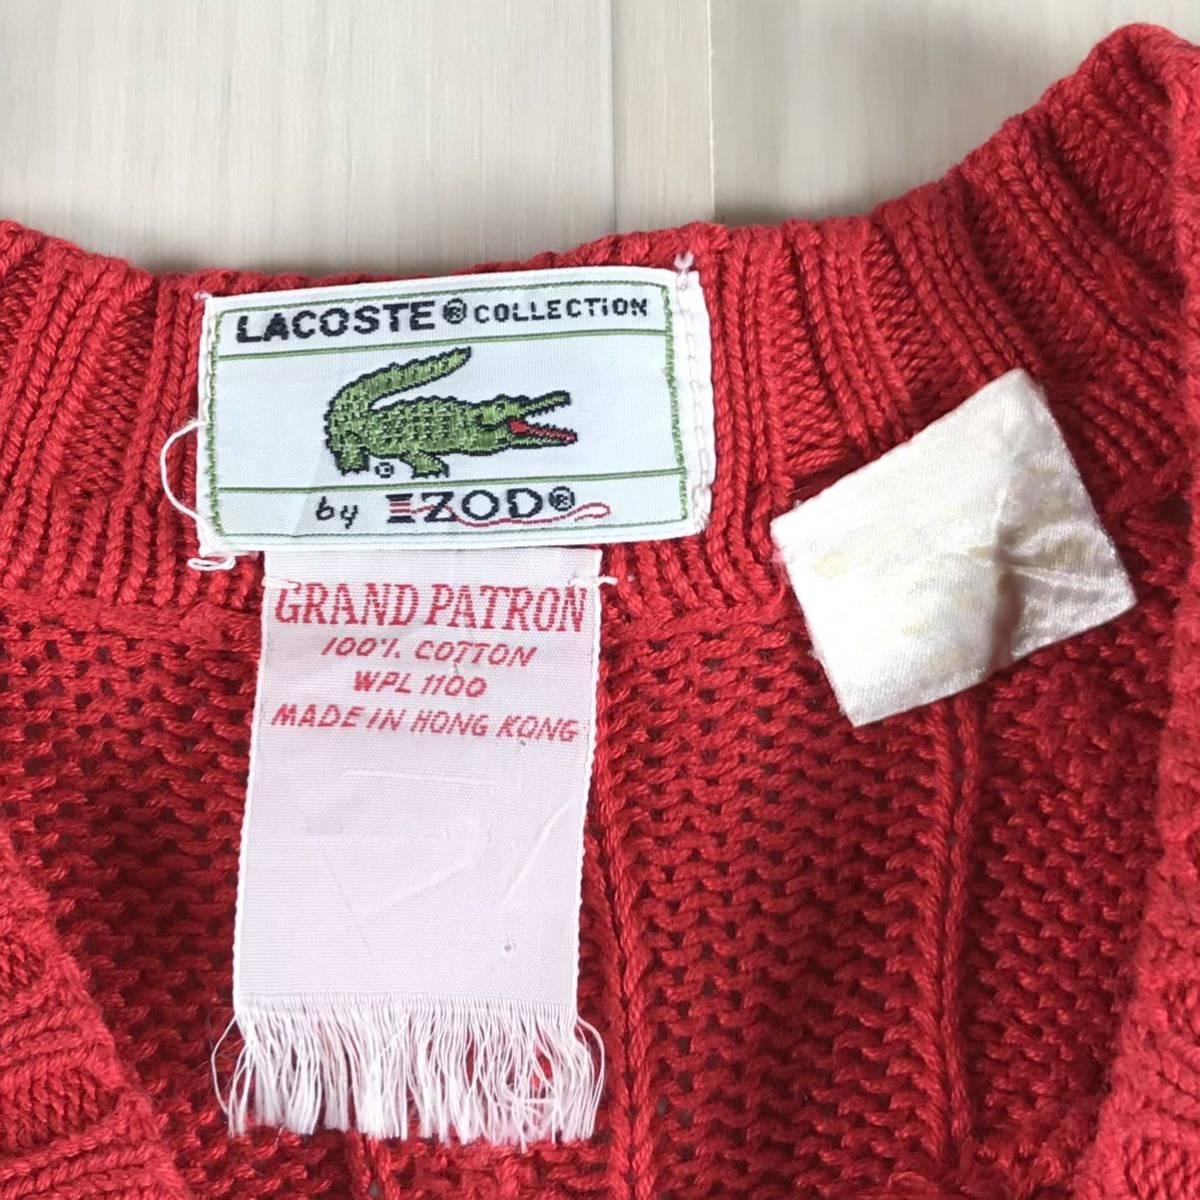 LACOSTE® COLLECTION
®
by IZOD®
GRAND PATRON
100% COTTON
WPL 1100
MADE IN HONG KONG